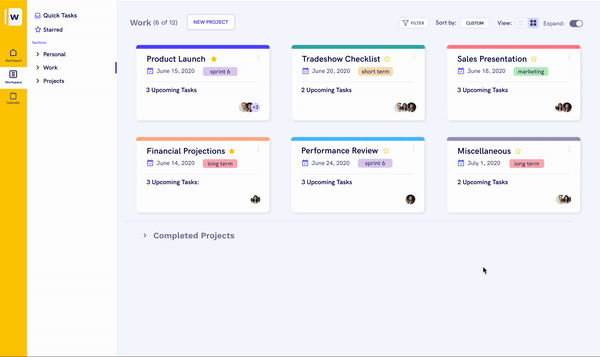 w
Quick Tasks
Starred
Sections
Personal
Work
Projects
Dashboard
Workspace
Calendar
Work (6 of 12)
NEW PROJECT
FILTER
Sort by:
CUSTOM
View:
Expand:
Product Launch
June 15, 2020
sprint 6
3 Upcoming Tasks
+3
Tradeshow Checklist
June 20, 2020
short term
2 Upcoming Tasks
Sales Presentation
June 18, 2020
marketing
3 Upcoming Tasks
Financial Projections
June 14, 2020
long term
3 Upcoming Tasks:
Performance Review
June 24, 2020
sprint 6
3 Upcoming Tasks
Miscellaneous
July 1, 2020
long term
2 Upcoming Tasks
Completed Projects